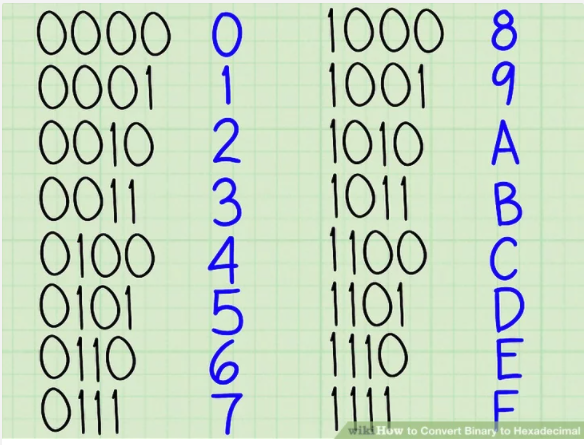 0000 0 1000 8
0001 1 1001 9
0010 2 1010 A
0011 3 1011 B
0100 4 1100 C
0101 5 1101 D
0110 6 1110 E
0111 7 1111 F
wikiHow to Convert Binary to Hexadecimal